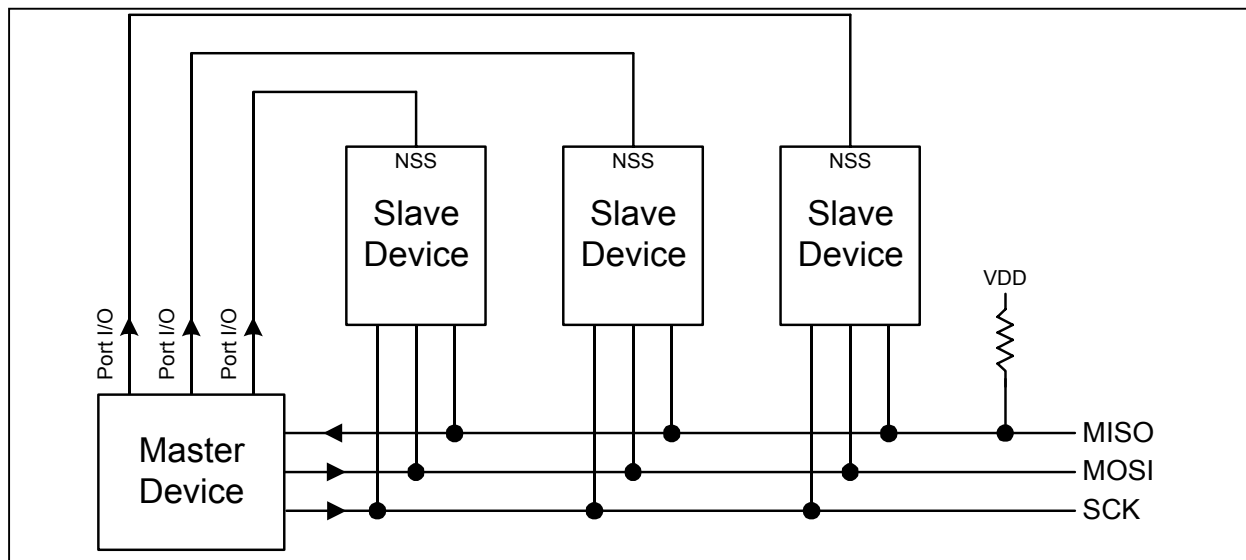 NSS
Slave
Device
NSS
Slave
Device
NSS
Slave
Device
VDD
Port I/O
Port I/O
Port I/O
Master
Device
MISO
MOSI
SCK